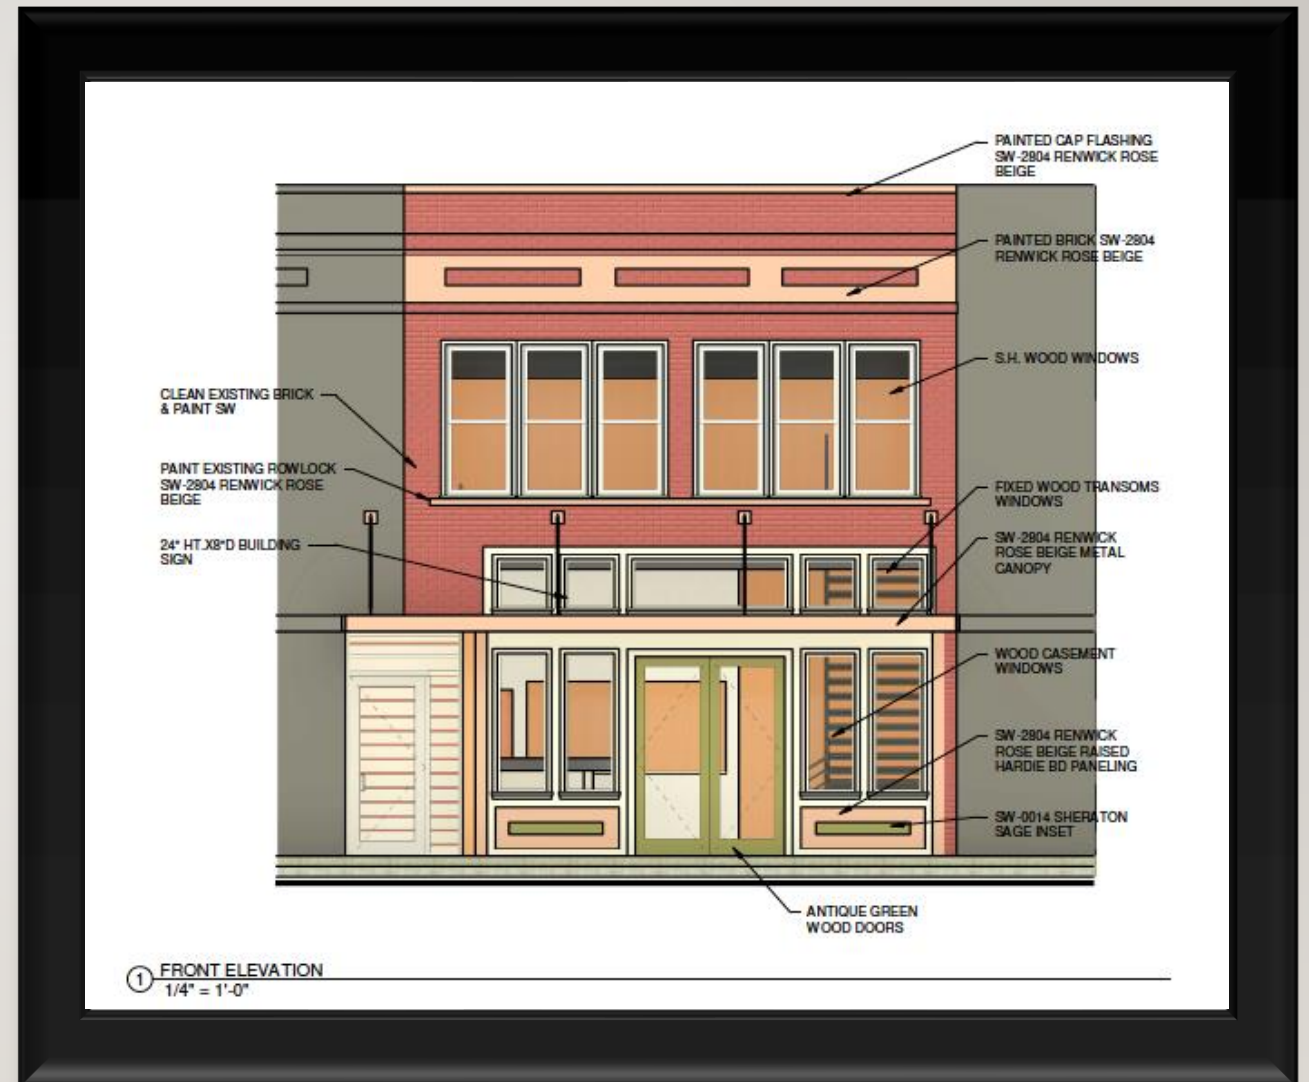 PAINTED CAP FLASHING
SW-2804 RENWICK ROSE
BEIGE
PAINTED BRICK SW-2804
RENWICK ROSE BEIGE
S.H. WOOD WINDOWS
CLEAN EXISTING BRICK
& PAINT SW
PAINT EXISTING ROWLOCK
SW-2804 RENWICK ROSE
BEIGE
FIXED WOOD TRANSOMS
WINDOWS
24" HT.X8"D BUILDING
SIGN
SW-2804 RENWICK
ROSE BEIGE METAL
CANOPY
WOOD CASEMENT
WINDOWS
SW-2804 RENWICK
ROSE BEIGE RAISED
HARDIE BD PANELING
SW-0014 SHERATON
SAGE INSET
ANTIQUE GREEN
WOOD DOORS
1 FRONT ELEVATION
1/4" = 1'-0"